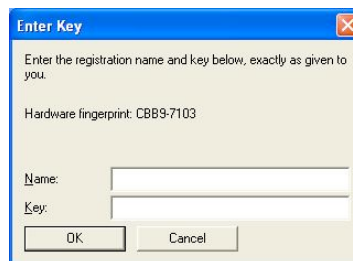 Enter Key
Enter the registration name and key below, exactly as given to
you.
Hardware fingerprint: CBB9-7103
Name:
Key:
OK
Cancel